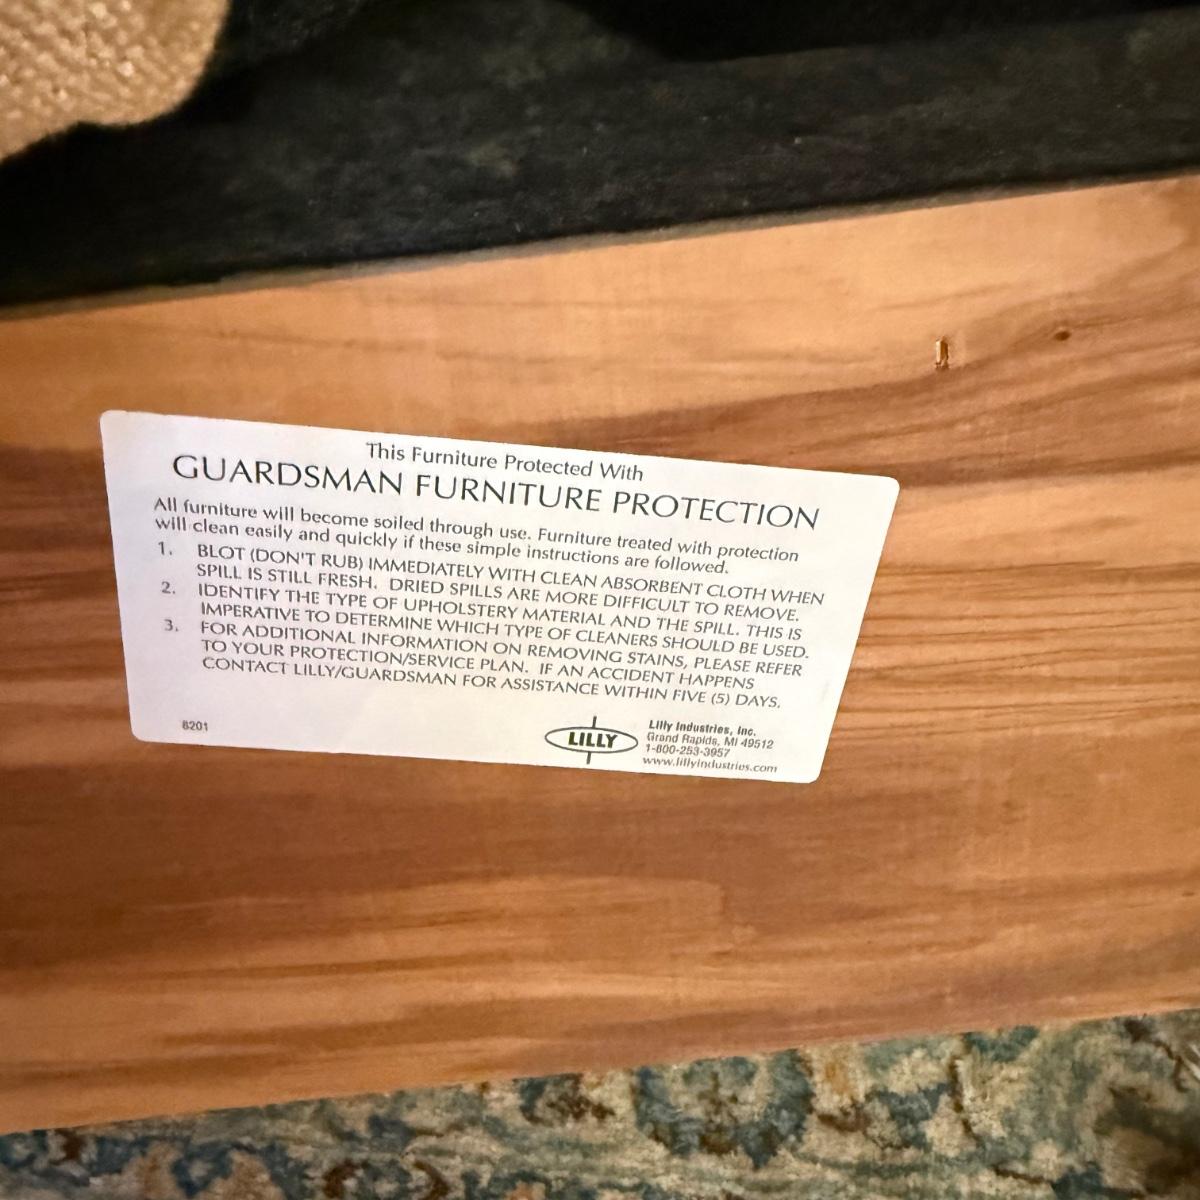 This Furniture Protected With
GUARDSMAN FURNITURE PROTECTION
All furniture will become soiled through use. Furniture treated with protection
will clean easily and quickly if these simple instructions are followed.
1. BLOT (DON'T RUB) IMMEDIATELY WITH CLEAN ABSORBENT CLOTH WHEN
SPILL IS STILL FRESH. DRIED SPILLS ARE MORE DIFFICULT TO REMOVE.
2. IDENTIFY THE TYPE OF UPHOLSTERY MATERIAL AND THE SPILL. THIS IS
IMPERATIVE TO DETERMINE WHICH TYPE OF CLEANERS SHOULD BE USED.
3. FOR ADDITIONAL INFORMATION ON REMOVING STAINS, PLEASE REFER
TO YOUR PROTECTION/SERVICE PLAN. IF AN ACCIDENT HAPPENS
CONTACT LILLY/GUARDSMAN FOR ASSISTANCE WITHIN FIVE (5) DAYS.
8201
LILLY
Lilly Industries, Inc.
Grand Rapids, MI 49512
1-800-253-3957
www.lillyindustries.com